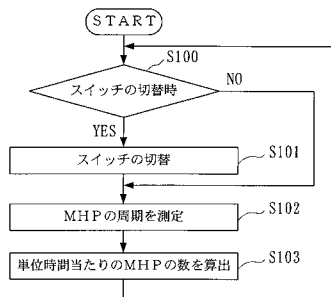 START
S100
スイッチの切替時
NO
YES
スイッチの切替
S101
MHPの周期を測定
S102
単位時間当たりのMHPの数を算出
S103